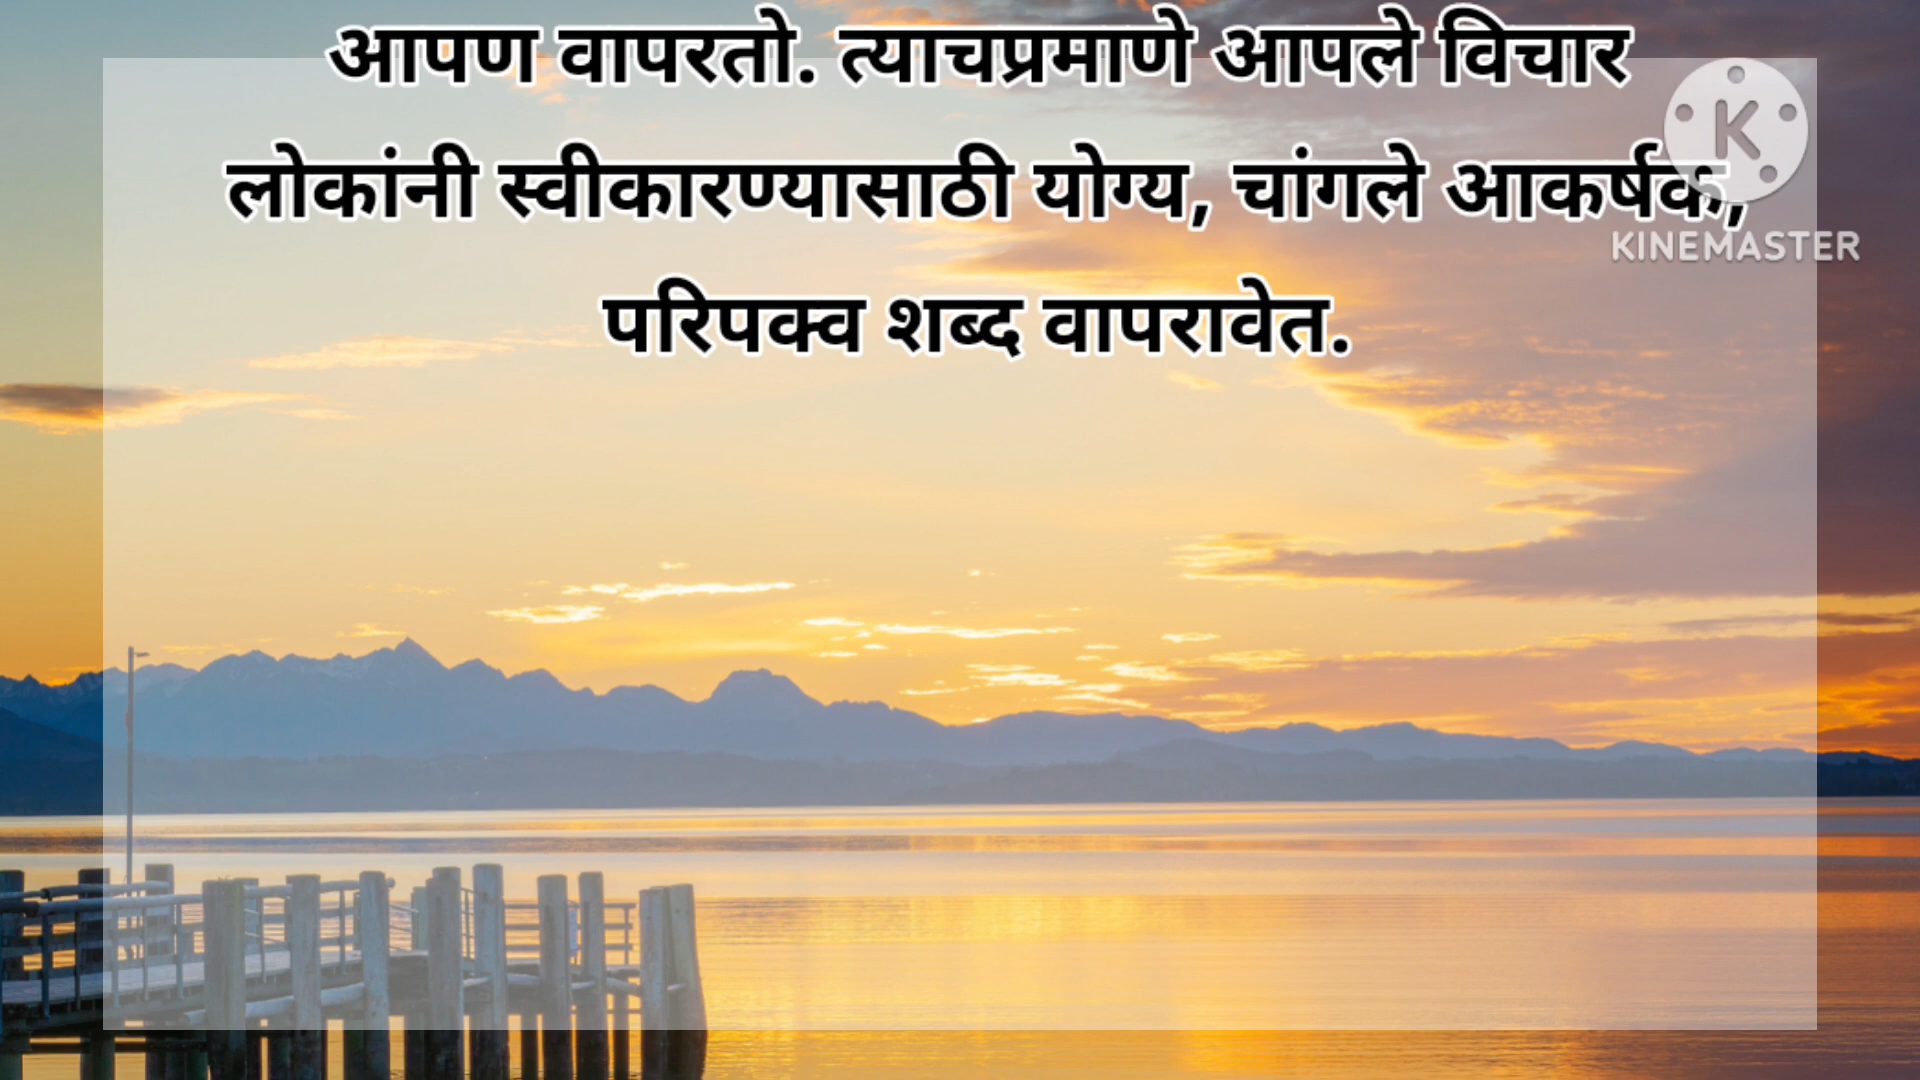 आपण वापरतो. त्याचप्रमाणे आपले विचार
लोकांनी स्वीकारण्यासाठी योग्य, चांगले आकर्षक,
परिपक्व शब्द वापरावेत.
K
KINEMASTER